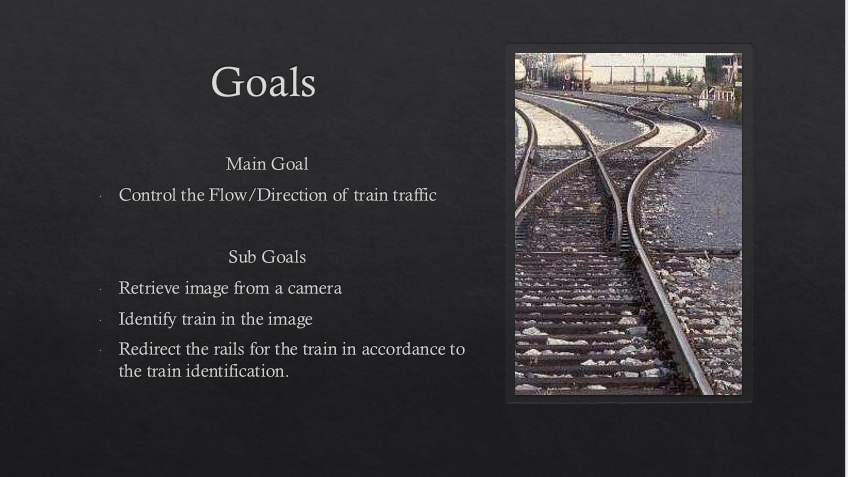 Goals
Main Goal
Control the Flow/Direction of train traffic
Sub Goals
Retrieve image from a camera
Identify train in the image
Redirect the rails for the train in accordance to
the train identification.